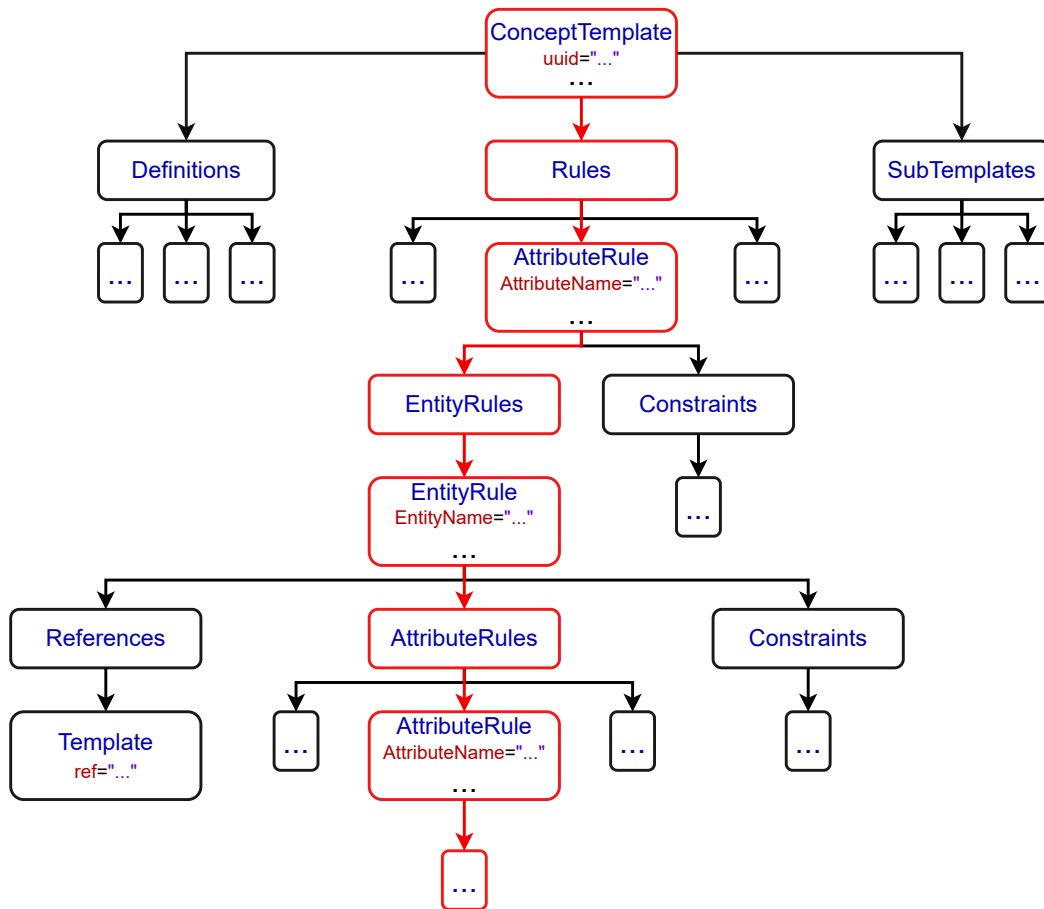 ConceptTemplate
uuid="..."
...
Definitions
Rules
SubTemplates
...
...
...
...
AttributeRule
AttributeName="..."
...
...
...
...
...
EntityRules
Constraints
EntityRule
EntityName="..."
...
...
References
AttributeRules
Constraints
Template
ref="..."
...
AttributeRule
AttributeName="..."
...
...
...
...